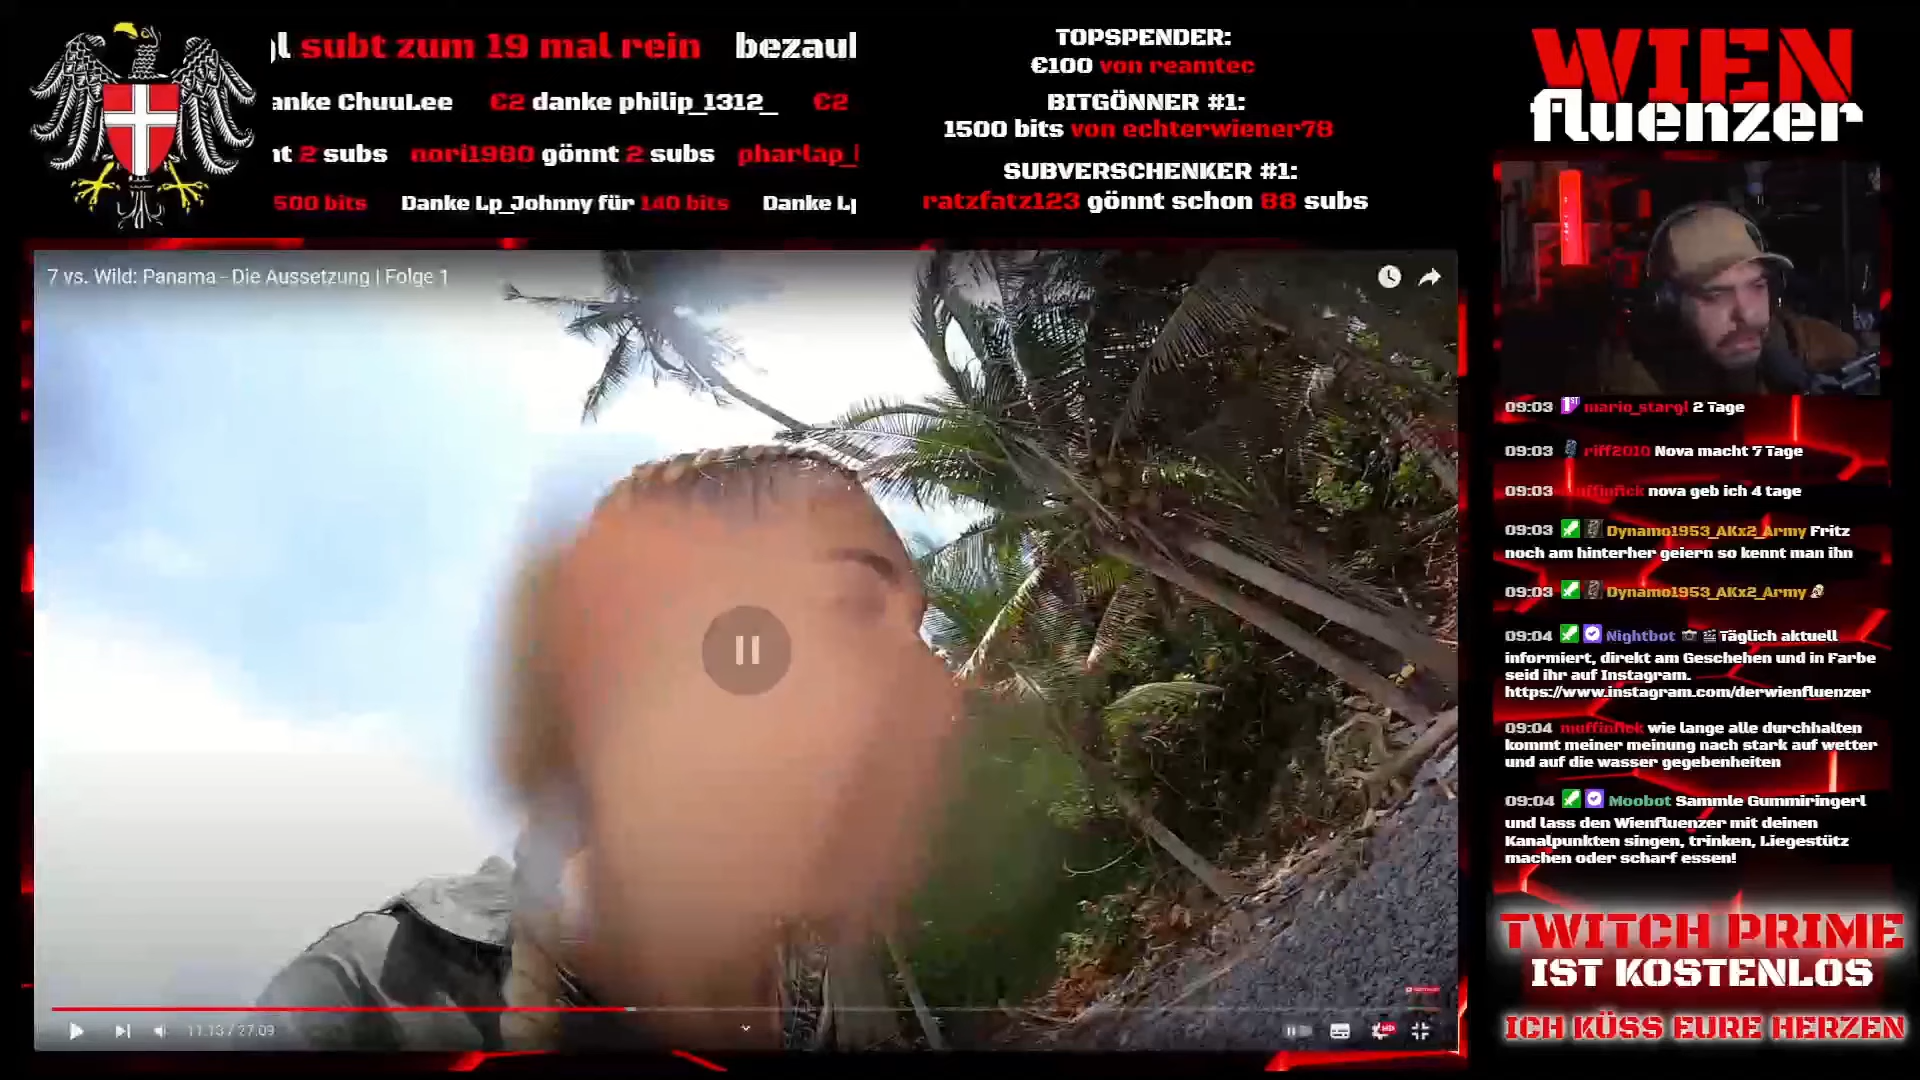 subt zum 19 mal rein bezaul
anke ChuuLee €2 danke philip_1312_ €2
nt 2 subs nori1980 gönnt 2 subs pharlap_
500 bits Danke Lp_Johnny für 140 bits Danke Lp
TOPSPENDER:
€100 von reamtec
BITGÖNNER #1:
1500 bits von echterwiener78
SUBVERSCHENKER #1:
ratzfatz123 gönnt schon 88 subs
WIEN
fluenzer
7 vs. Wild: Panama - Die Aussetzung | Folge 1
11:13 / 27:09
HD
09:03 1ST mario_stargl 2 Tage
09:03 riff2010 Nova macht 7 Tage
09:03 muffinflek nova geb ich 4 tage
09:03 Dynamo1953_AKx2_Army Fritz
noch am hinterher geiern so kennt man ihn
09:03 Dynamo1953_AKx2_Army
09:04 Nightbot Täglich aktuell
informiert, direkt am Geschehen und in Farbe
seid ihr auf Instagram.
https://www.instagram.com/derwienfluenzer
09:04 muffinflek wie lange alle durchhalten
kommt meiner meinung nach stark auf wetter
und auf die wasser gegebenheiten
09:04 Moobot Sammle Gummiringerl
und lass den Wienfluenzer mit deinen
Kanalpunkten singen, trinken, Liegestütz
machen oder scharf essen!
TWITCH PRIME
IST KOSTENLOS
ICH KÜSS EURE HERZEN